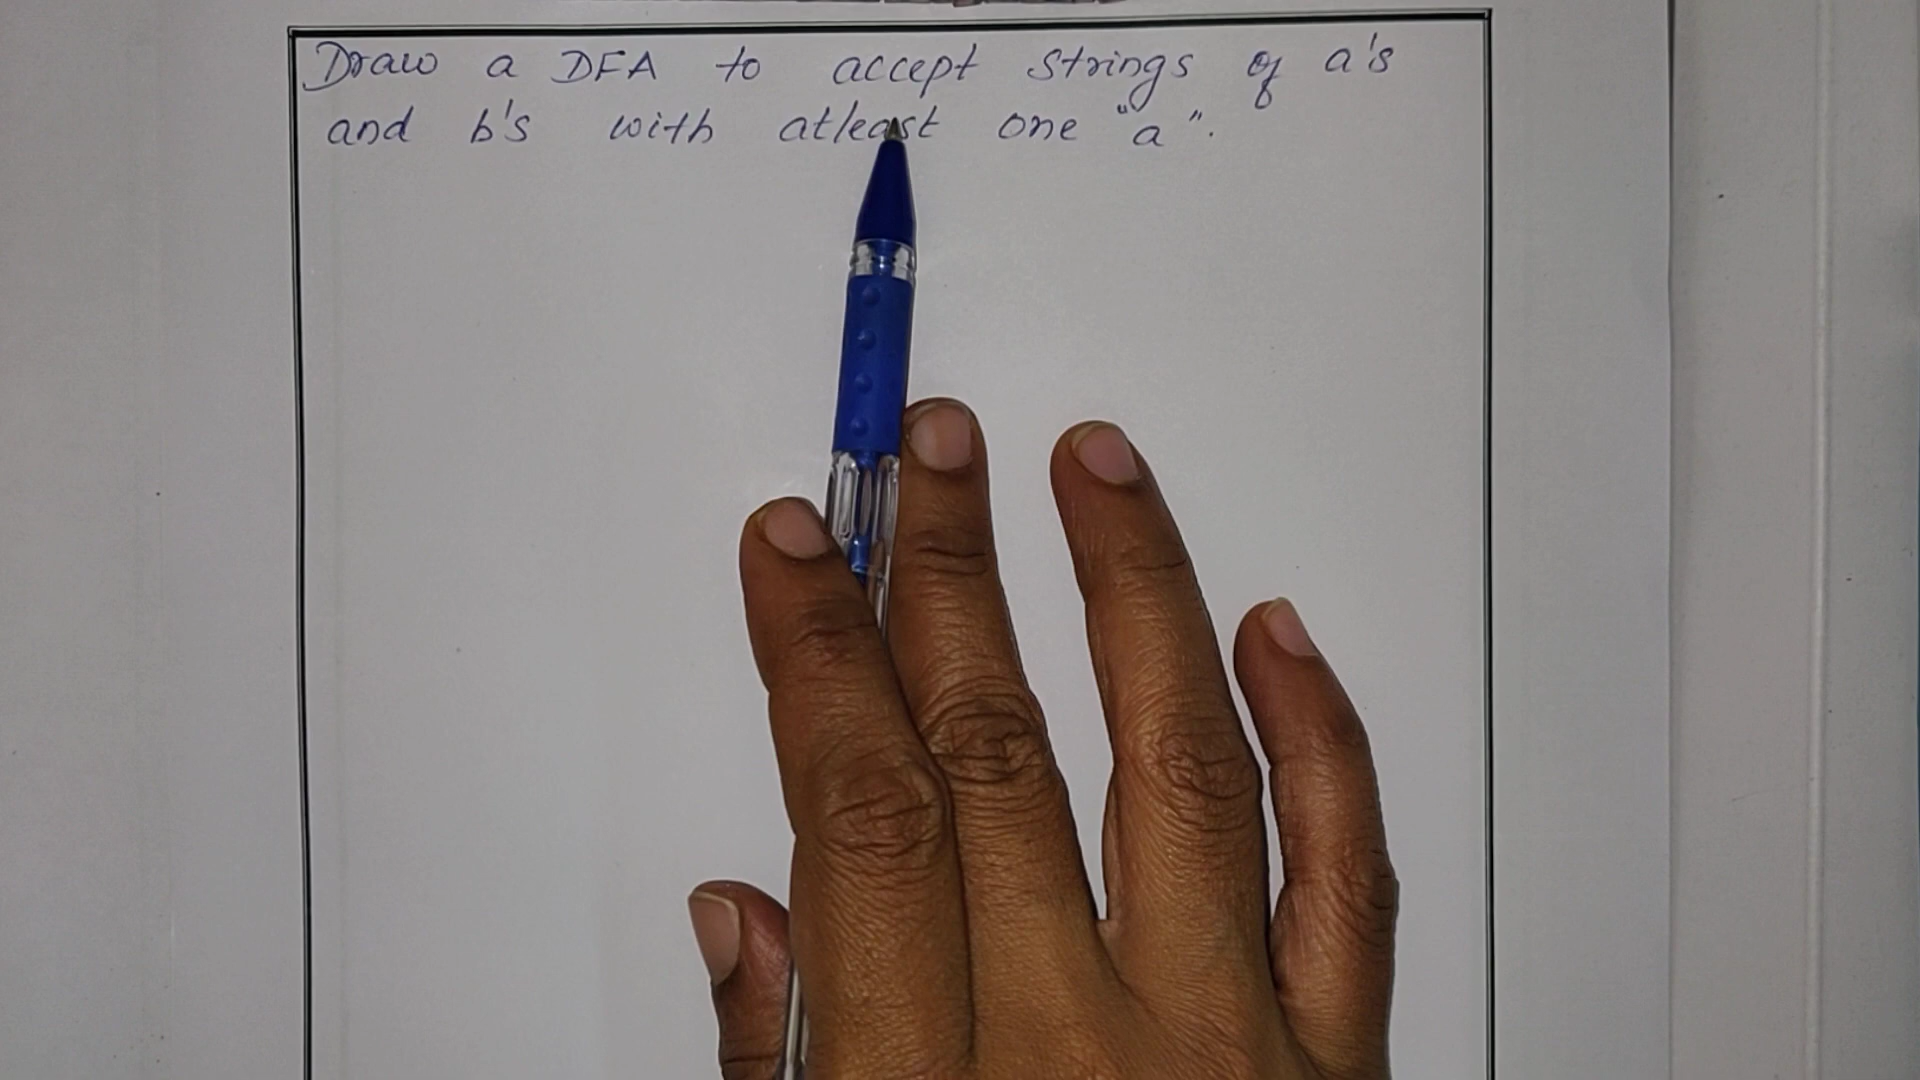 Draw a DFA to accept strings of a's
and b's with atleast one "a".